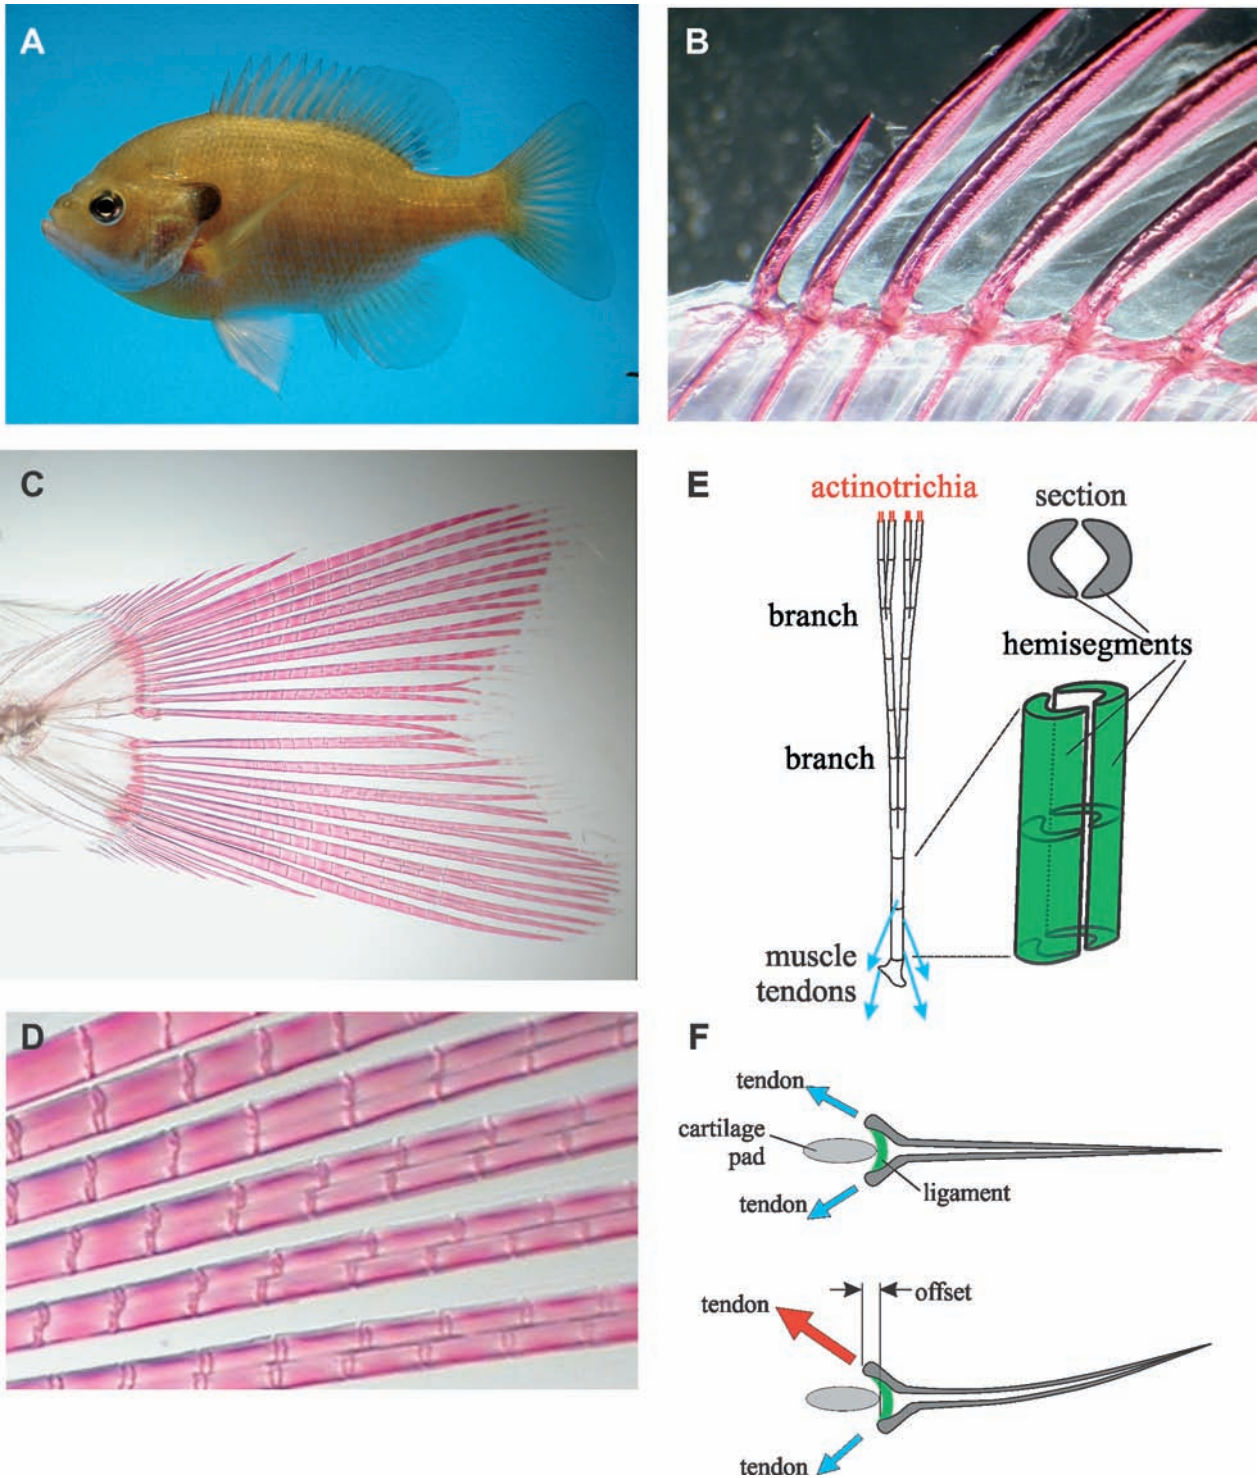 A
B
C
D
E
actinotrichia
section
branch
hemisegments
branch
muscle
tendons
F
tendon
cartilage
pad
ligament
tendon
offset
tendon
tendon